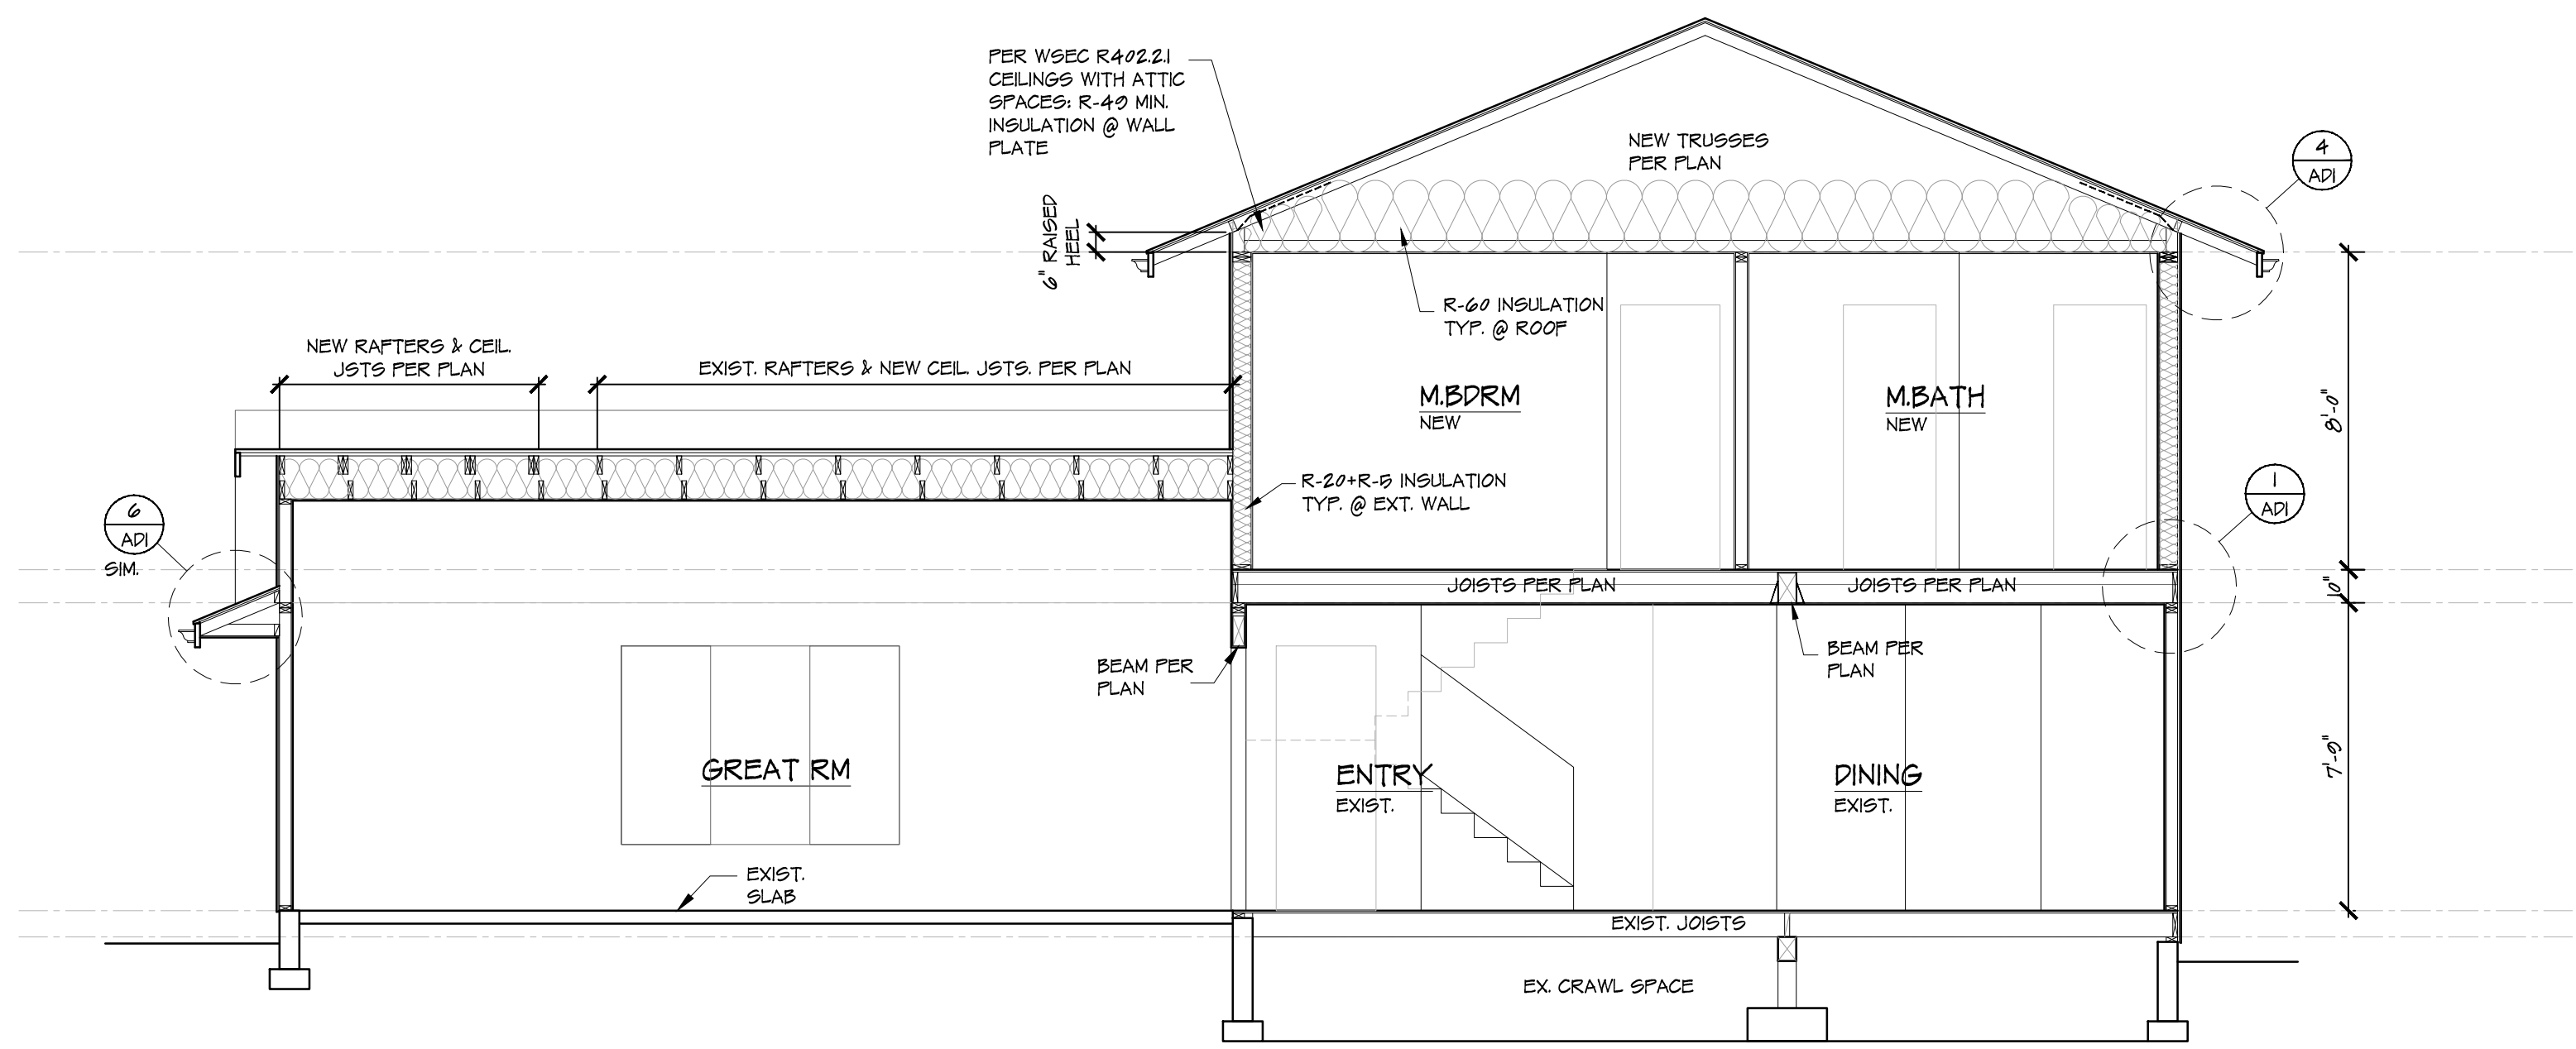 PER WSEC R402.2.1
CEILINGS WITH ATTIC
SPACES: R-49 MIN.
INSULATION @ WALL
PLATE
NEW TRUSSES
PER PLAN
4
AD1
6" RAISED
HEEL
R-60 INSULATION
TYP. @ ROOF
NEW RAFTERS & CEIL.
JSTS PER PLAN
EXIST. RAFTERS & NEW CEIL. JSTS. PER PLAN
M.BDRM
NEW
M.BATH
NEW
8'-0"
R-20+R-5 INSULATION
TYP. @ EXT. WALL
1
AD1
6
AD1
SIM.
JOISTS PER PLAN
JOISTS PER PLAN
10"
BEAM PER
PLAN
BEAM PER
PLAN
GREAT RM
ENTRY
EXIST.
DINING
EXIST.
7'-9"
EXIST.
SLAB
EXIST. JOISTS
EX. CRAWL SPACE